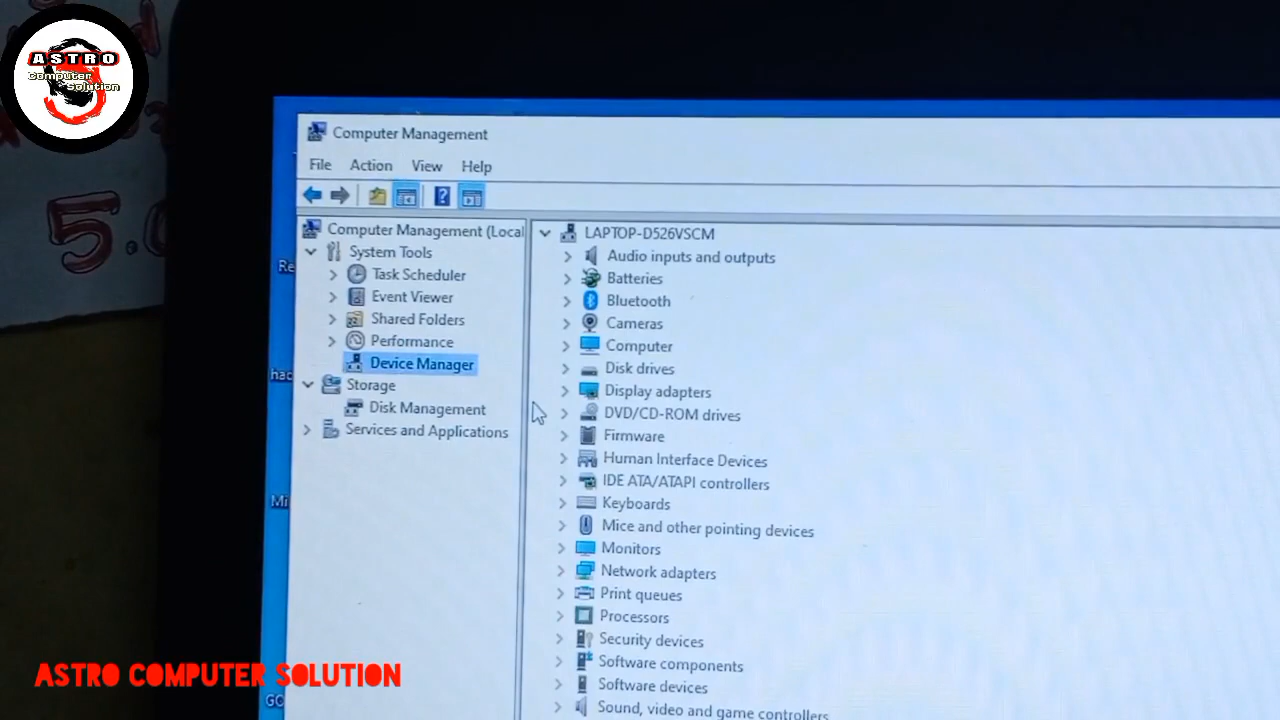 ASTRO
Computer
Solution
5.0
Computer Management
File Action View Help
Computer Management (Local
System Tools
Task Scheduler
Event Viewer
Shared Folders
Performance
Device Manager
Storage
Disk Management
Services and Applications
LAPTOP-D526VSCM
Audio inputs and outputs
Batteries
Bluetooth
Cameras
Computer
Disk drives
Display adapters
DVD/CD-ROM drives
Firmware
Human Interface Devices
IDE ATA/ATAPI controllers
Keyboards
Mice and other pointing devices
Monitors
Network adapters
Print queues
Processors
Security devices
Software components
Software devices
Sound, video and game controllers
Re
hac
Mi
GO
ASTRO COMPUTER SOLUTION